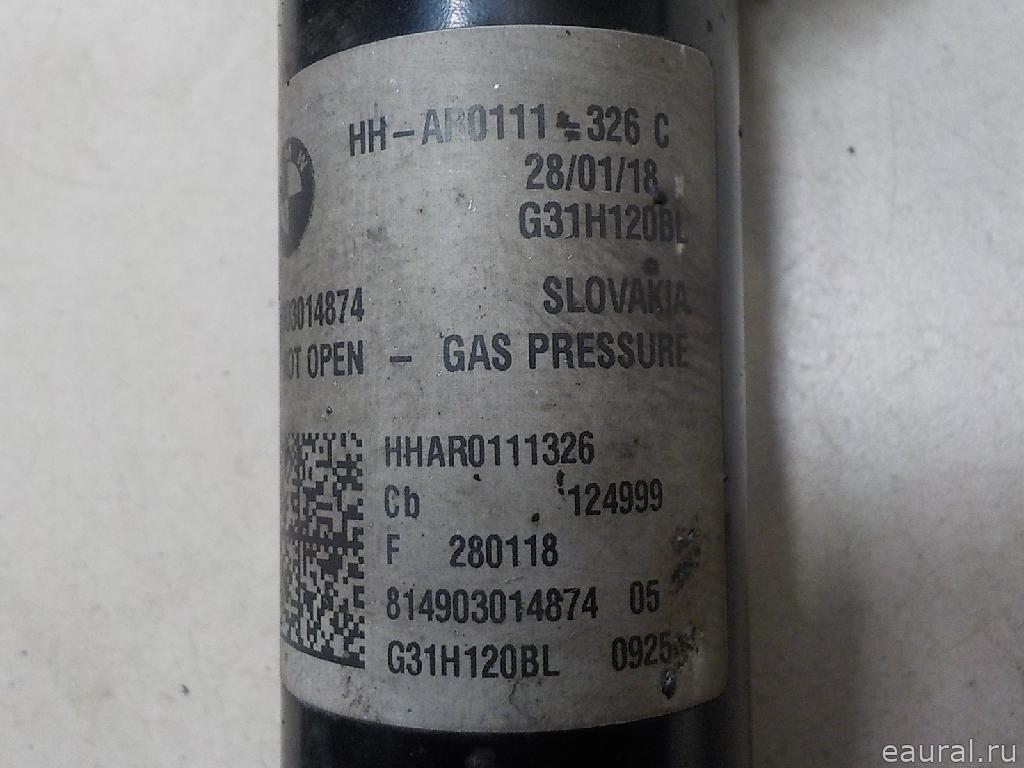 HH-AR0111-326 C
28/01/18
G31H120BL
SLOVAKIA
03014874
NOT OPEN - GAS PRESSURE
HHAR0111326
Cb 124999
F 280118
814903014874 05
G31H120BL 0925
eaural.ru